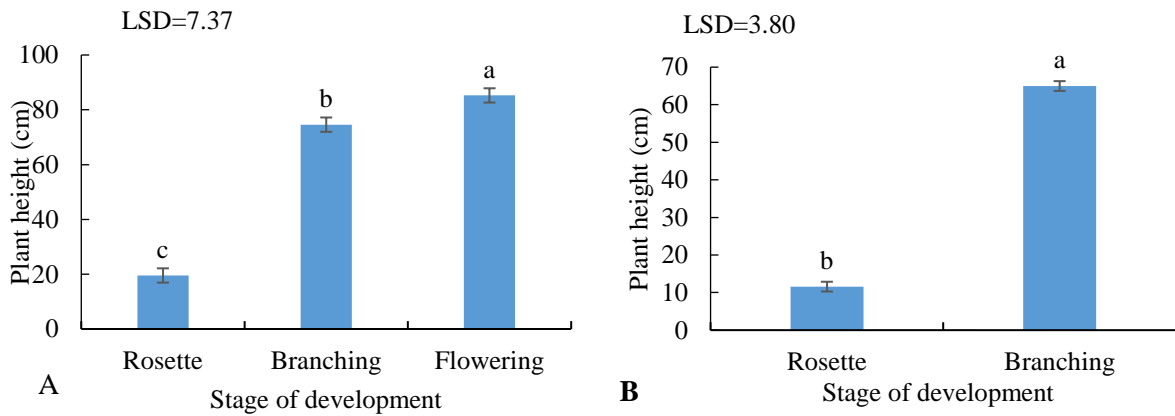 LSD=7.37
Plant height (cm)
100
80
60
40
20
0
a
b
c
Rosette Branching Flowering
Stage of development
A
LSD=3.80
Plant height (cm)
70
60
50
40
30
20
10
0
a
b
Rosette Branching
Stage of development
B